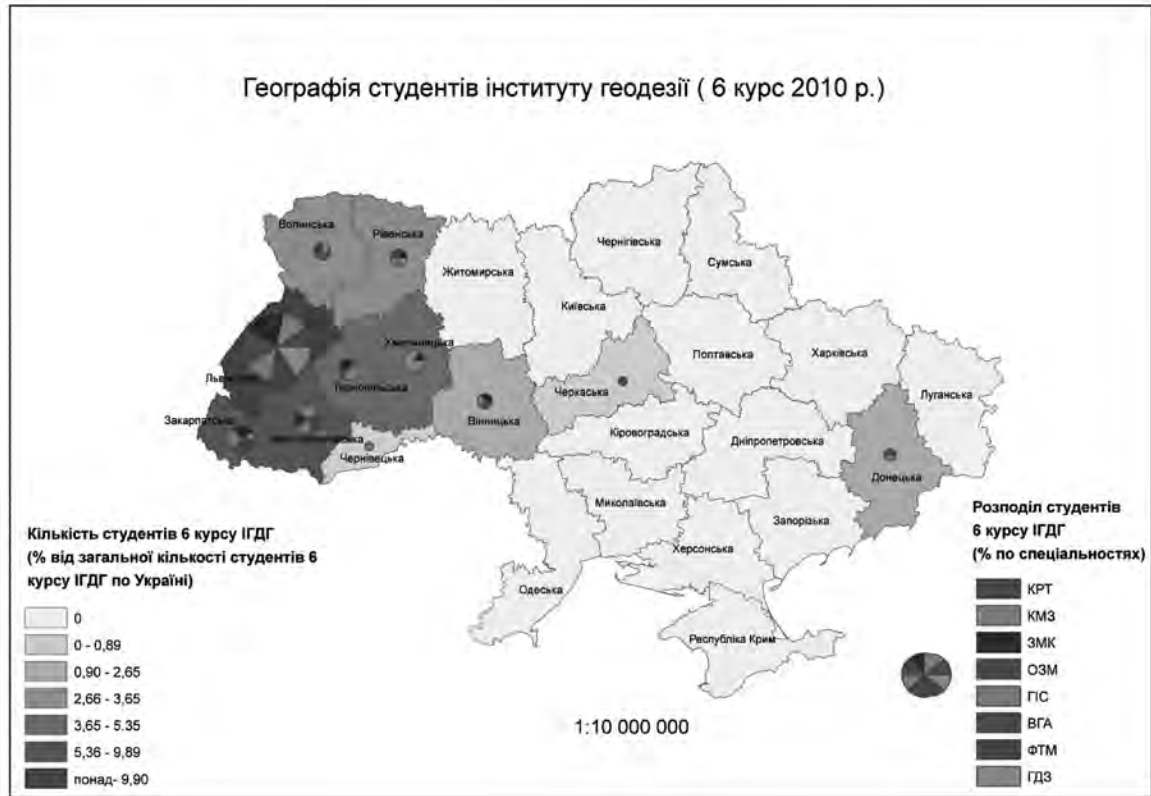 Географія студентів інституту геодезії ( 6 курс 2010 р.)
Волинська
Рівенська
Чернігівська
Сумська
Житомирська
Київська
Хмельницька
Полтавська
Харківська
Львівська
Тернопільська
Черкаська
Луганська
Закарпатська
Вінницька
Кіровоградська
Дніпропетровська
Чернівецька
Донецька
Миколаївська
Запорізька
Херсонська
Одеська
Республіка Крим
Кількість студентів 6 курсу ІГДГ
(% від загальної кількості студентів 6
курсу ІГДГ по Україні)
0
0 - 0,89
0,90 - 2,65
2,66 - 3,65
3,65 - 5.35
5,36 - 9,89
понад- 9,90
1:10 000 000
Розподіл студентів
6 курсу ІГДГ
(% по спеціальностях)
КРТ
КМЗ
ЗМК
ОЗМ
ГІС
ВГА
ФТМ
ГДЗ